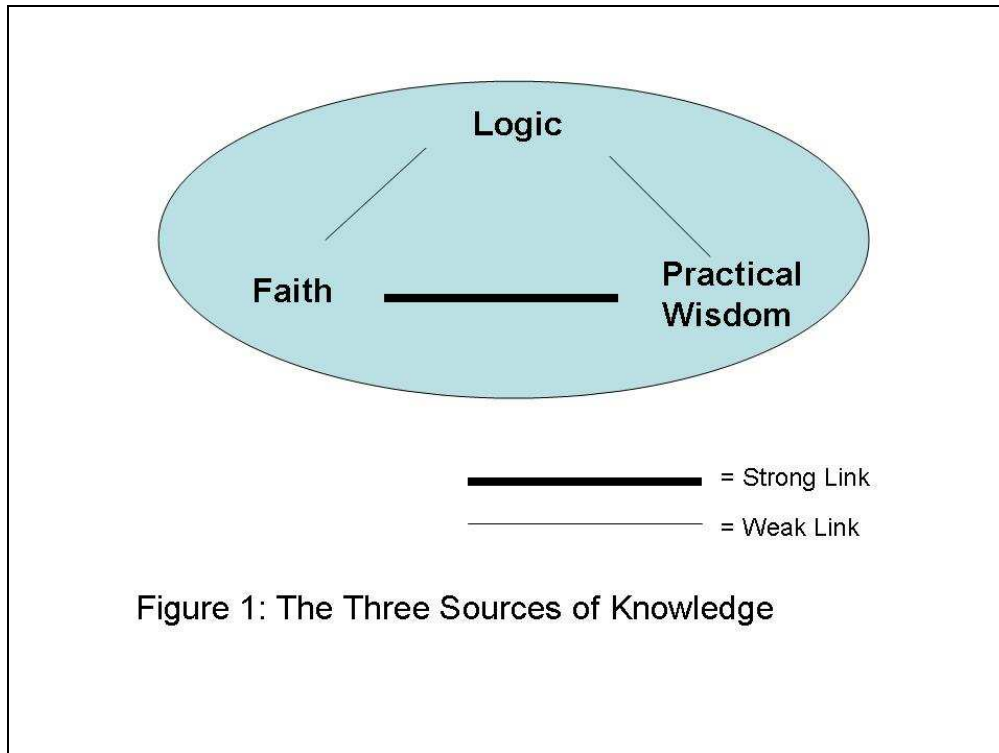 Logic
Faith
Practical
Wisdom
= Strong Link
= Weak Link
Figure 1: The Three Sources of Knowledge